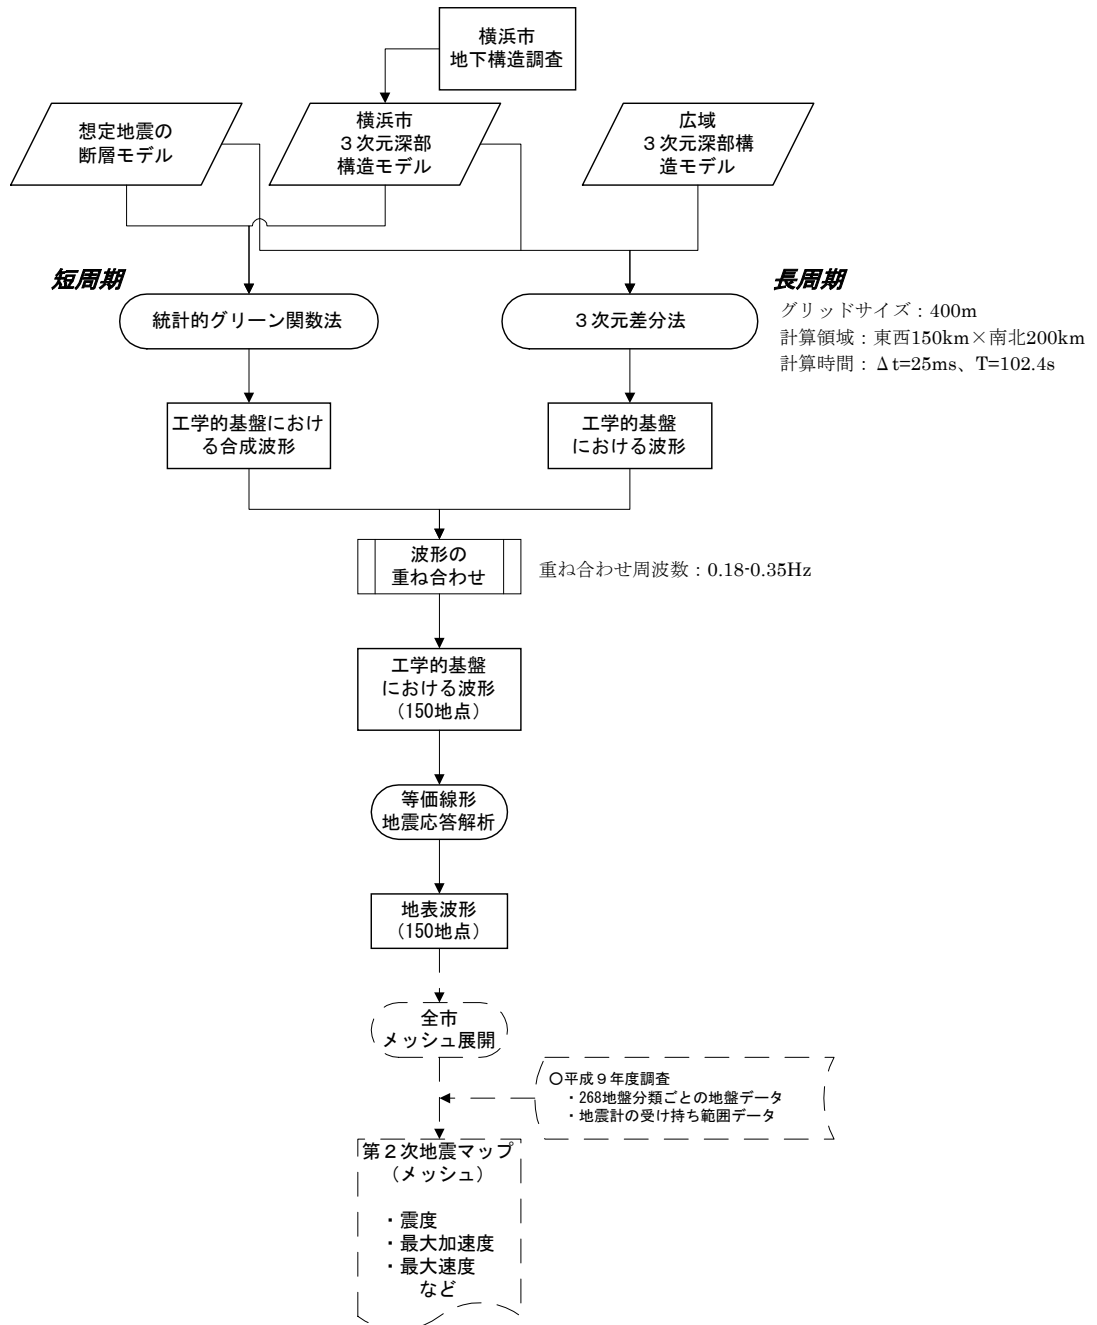 横浜市
地下構造調査
想定地震の
断層モデル
横浜市
３次元深部
構造モデル
広域
３次元深部構
造モデル
短周期
長周期
グリッドサイズ：400m
計算領域：東西150km×南北200km
計算時間：Δt=25ms、T=102.4s
統計的グリーン関数法
３次元差分法
工学的基盤におけ
る合成波形
工学的基盤
における波形
波形の
重ね合わせ
重ね合わせ周波数：0.18-0.35Hz
工学的基盤
における波形
（150地点）
等価線形
地震応答解析
地表波形
（150地点）
全市
メッシュ展開
○平成９年度調査
・268地盤分類ごとの地盤データ
・地震計の受け持ち範囲データ
第２次地震マップ
（メッシュ）
・震度
・最大加速度
・最大速度
など